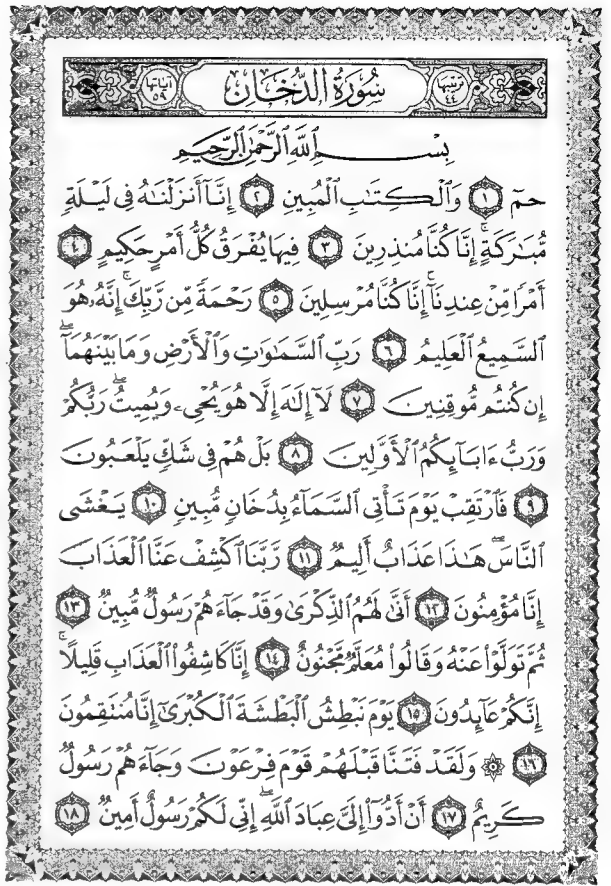 ترتيبها ٤٤ سُورَةُ الدُّخَانِ آياتها ٥٩
بِسْمِ ٱللَّهِ ٱلرَّحْمَٰنِ ٱلرَّحِيمِ
حمٓ ١ وَٱلْكِتَٰبِ ٱلْمُبِينِ ٢ إِنَّآ أَنزَلْنَٰهُ فِى لَيْلَةٍ
مُّبَٰرَكَةٍ ۚ إِنَّا كُنَّا مُنذِرِينَ ٣ فِيهَا يُفْرَقُ كُلُّ أَمْرٍ حَكِيمٍ ٤
أَمْرًا مِّنْ عِندِنَآ ۚ إِنَّا كُنَّا مُرْسِلِينَ ٥ رَحْمَةً مِّن رَّبِّكَ ۚ إِنَّهُۥ هُوَ
ٱلسَّمِيعُ ٱلْعَلِيمُ ٦ رَبِّ ٱلسَّمَٰوَٰتِ وَٱلْأَرْضِ وَمَا بَيْنَهُمَآ ۖ
إِن كُنتُم مُّوقِنِينَ ٧ لَآ إِلَٰهَ إِلَّا هُوَ يُحْىِۦ وَيُمِيتُ ۖ رَبُّكُمْ
وَرَبُّ ءَابَآئِكُمُ ٱلْأَوَّلِينَ ٨ بَلْ هُمْ فِى شَكٍّ يَلْعَبُونَ
٩ فَٱرْتَقِبْ يَوْمَ تَأْتِى ٱلسَّمَآءُ بِدُخَانٍ مُّبِينٍ ١٠ يَغْشَى
ٱلنَّاسَ ۖ هَٰذَا عَذَابٌ أَلِيمٌ ١١ رَّبَّنَا ٱكْشِفْ عَنَّا ٱلْعَذَابَ
إِنَّا مُؤْمِنُونَ ١٢ أَنَّىٰ لَهُمُ ٱلذِّكْرَىٰ وَقَدْ جَآءَهُمْ رَسُولٌ مُّبِينٌ ١٣
ثُمَّ تَوَلَّوْا۟ عَنْهُ وَقَالُوا۟ مُعَلَّمٌ مَّجْنُونٌ ١٤ إِنَّا كَاشِفُوا۟ ٱلْعَذَابِ قَلِيلًا ۚ
إِنَّكُمْ عَآئِدُونَ ١٥ يَوْمَ نَبْطِشُ ٱلْبَطْشَةَ ٱلْكُبْرَىٰٓ إِنَّا مُنتَقِمُونَ
١٦ ۞ وَلَقَدْ فَتَنَّا قَبْلَهُمْ قَوْمَ فِرْعَوْنَ وَجَآءَهُمْ رَسُولٌ
كَرِيمٌ ١٧ أَنْ أَدُّوٓا۟ إِلَىَّ عِبَادَ ٱللَّهِ ۖ إِنِّى لَكُمْ رَسُولٌ أَمِينٌ ١٨